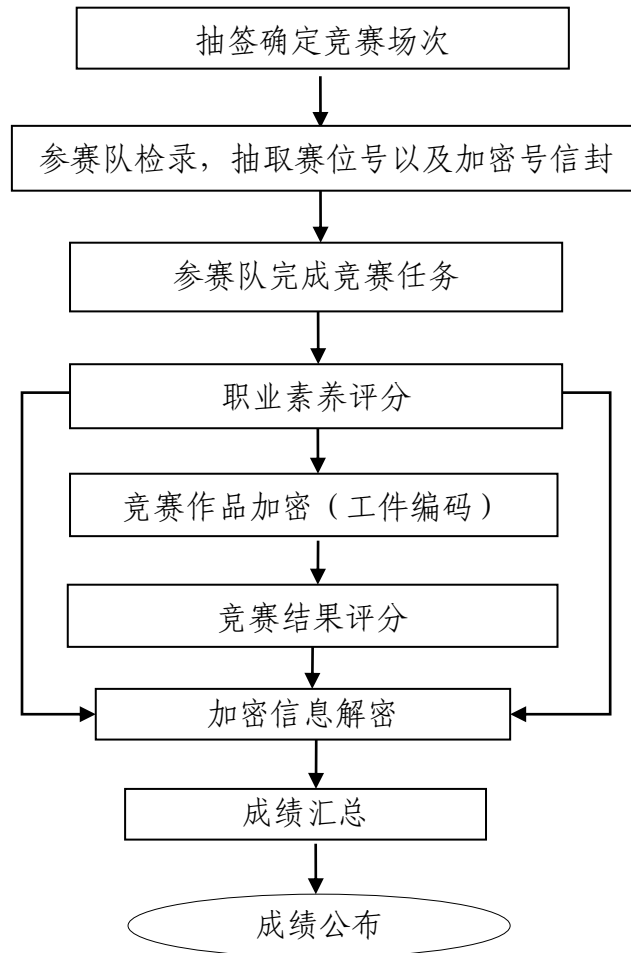 抽签确定竞赛场次
参赛队检录，抽取赛位号以及加密号信封
参赛队完成竞赛任务
职业素养评分
竞赛作品加密（工件编码）
竞赛结果评分
加密信息解密
成绩汇总
成绩公布